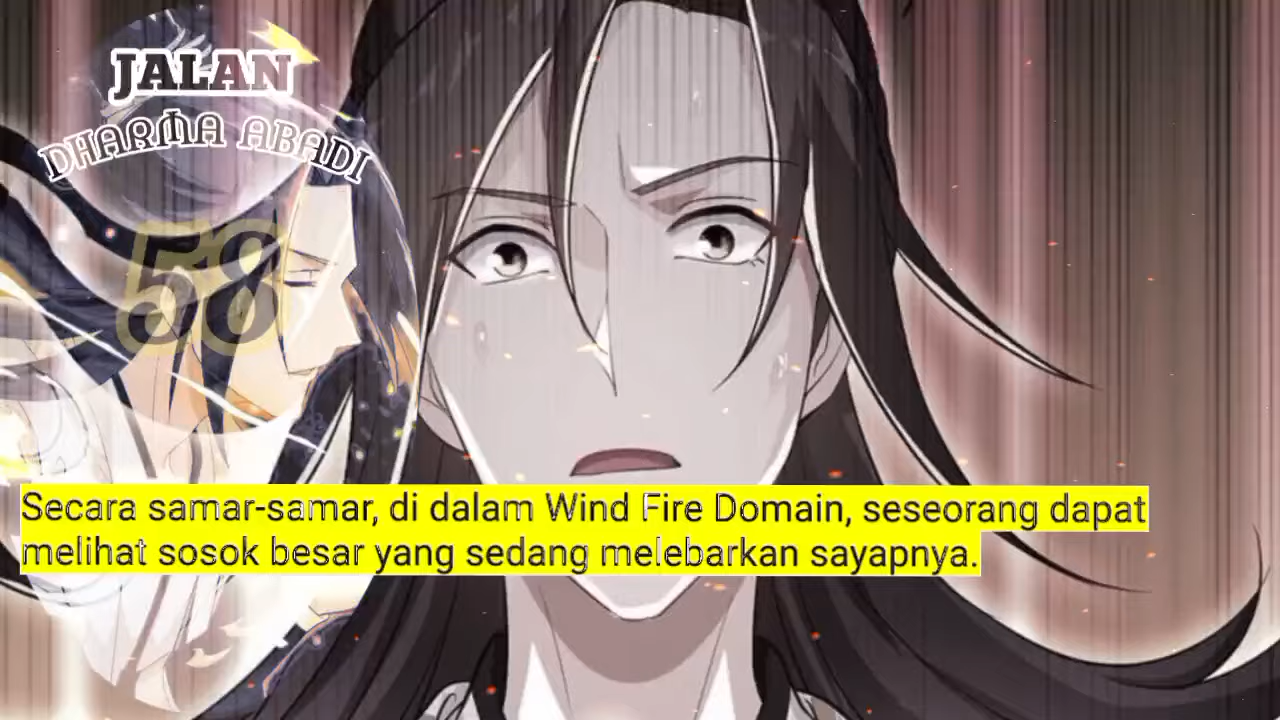 JALAN
DHARMA ABADI
58
Secara samar-samar, di dalam Wind Fire Domain, seseorang dapat
melihat sosok besar yang sedang melebarkan sayapnya.